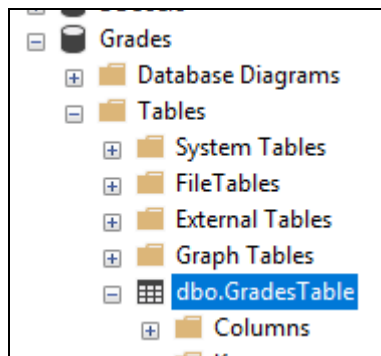 Grades
Database Diagrams
Tables
System Tables
FileTables
External Tables
Graph Tables
dbo.GradesTable
Columns